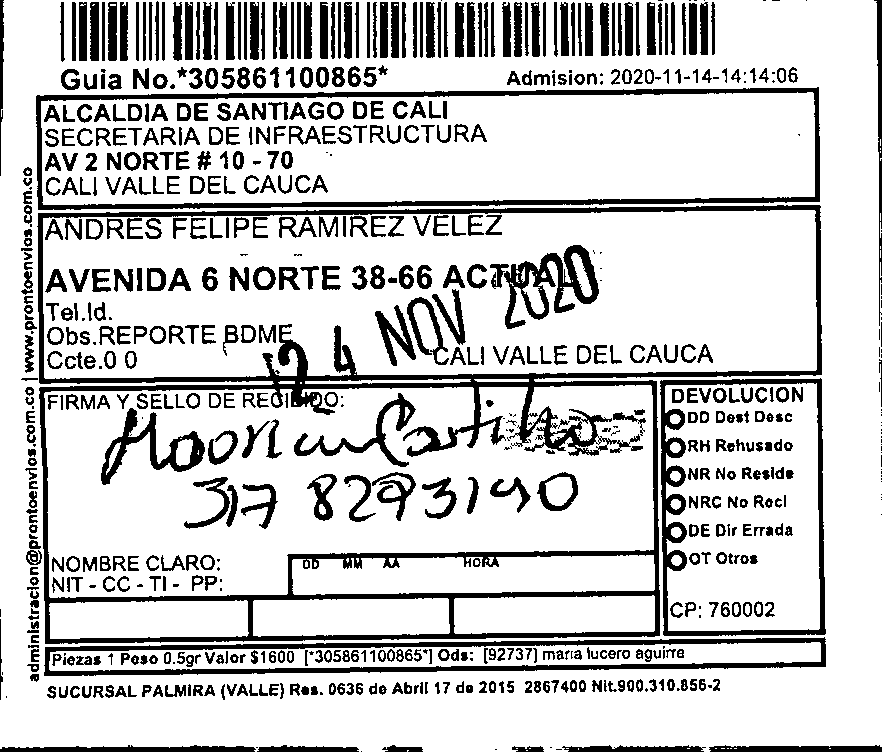 Guia No.*305861100865*
Admision: 2020-11-14-14:14:06
ALCALDIA DE SANTIAGO DE CALI
SECRETARIA DE INFRAESTRUCTURA
AV 2 NORTE # 10 - 70
CALI VALLE DEL CAUCA
ANDRES FELIPE RAMIREZ VELEZ
AVENIDA 6 NORTE 38-66 ACTUAL
Tel.Id.
Obs.REPORTE BDME
Ccte.0 0
CALI VALLE DEL CAUCA
24 NOV 2020
FIRMA Y SELLO DE RECIBIDO:
Castillo
317 8293190
DEVOLUCION
DD Dest Desc
RH Rehusado
NR No Reside
NRC No Recl
DE Dir Errada
OT Otros
NOMBRE CLARO:
NIT - CC - TI - PP:
DD MM AA HORA
CP: 760002
Piezas 1 Peso 0.5gr Valor $1600 [*305861100865*] Ods: [92737] maria lucero aguirre
SUCURSAL PALMIRA (VALLE) Res. 0636 de Abril 17 de 2015 2867400 Nit.900.310.856-2
administracion@prontoenvios.com.co | www.prontoenvios.com.co